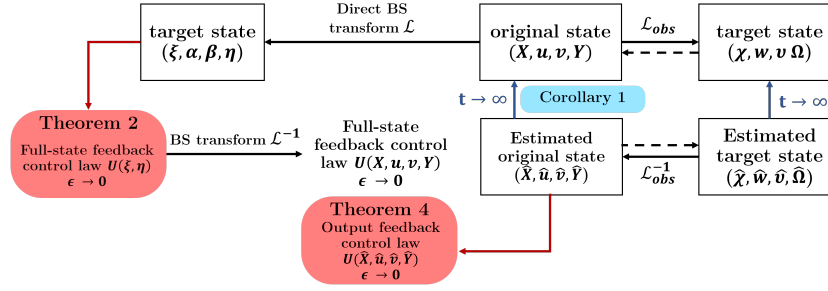 Direct BS
transform ℒ
target state
(ξ, α, β, η)
original state
(X, u, v, Y)
ℒ_obs
target state
(χ, w, υ Ω)
t → ∞
Corollary 1
t → ∞
Theorem 2
Full-state feedback
control law U(ξ, η)
ϵ → 0
BS transform ℒ⁻¹
Full-state
feedback control
law U(X, u, v, Y)
ϵ → 0
Estimated
original state
(X̂, û, v̂, Ŷ)
ℒ_obs⁻¹
Estimated
target state
(χ̂, ŵ, υ̂, Ω̂)
Theorem 4
Output feedback
control law
U(X̂, û, v̂, Ŷ)
ϵ → 0